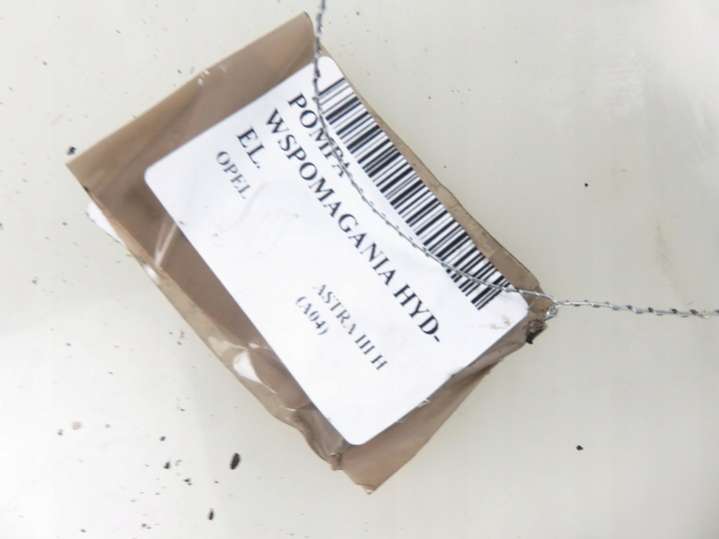 POMPA
WSPOMAGANIA HYD-
EL.
OPEL
ASTRA III H
(A04)